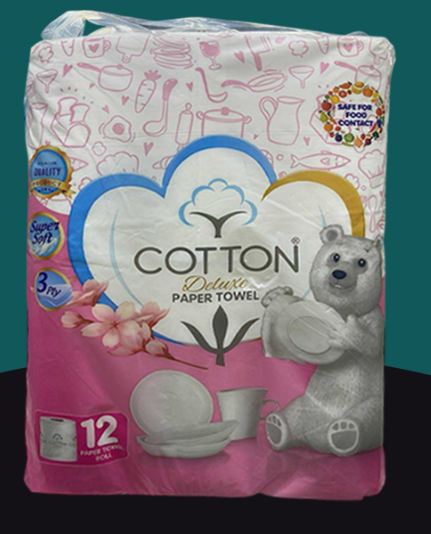 SAFE FOR
FOOD
CONTACT
QUALITY
Super
Soft
3 Ply
COTTON®
Deluxe
PAPER TOWEL
12
PAPER TOWEL
ROLL